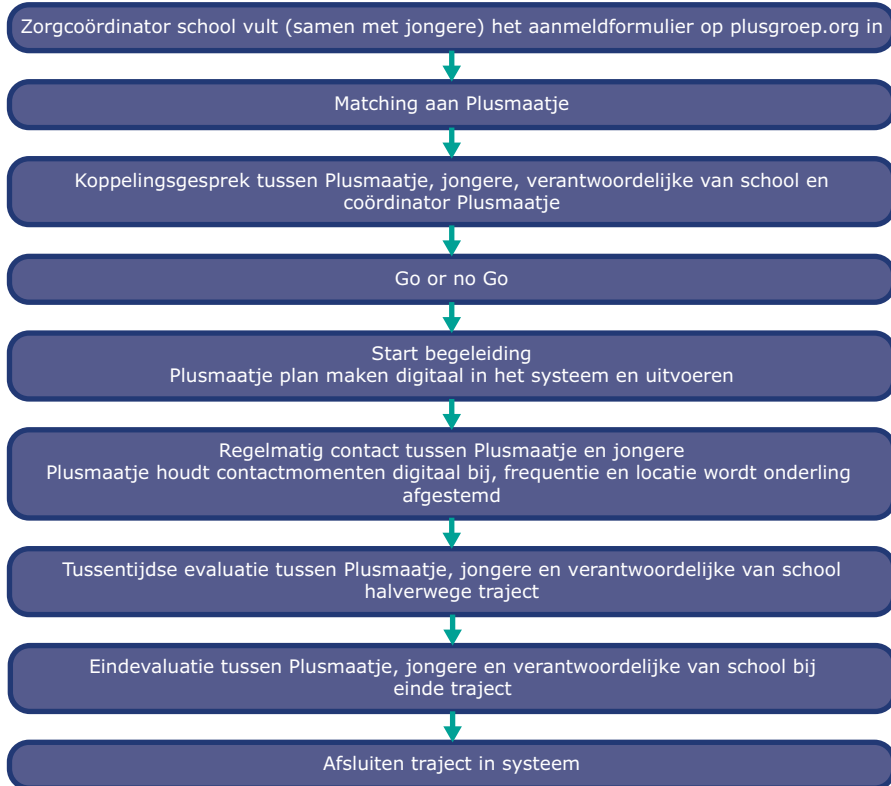 Zorgcoördinator school vult (samen met jongere) het aanmeldformulier op plusgroep.org in
Matching aan Plusmaatje
Koppelingsgesprek tussen Plusmaatje, jongere, verantwoordelijke van school en
coördinator Plusmaatje
Go or no Go
Start begeleiding
Plusmaatje plan maken digitaal in het systeem en uitvoeren
Regelmatig contact tussen Plusmaatje en jongere
Plusmaatje houdt contactmomenten digitaal bij, frequentie en locatie wordt onderling
afgestemd
Tussentijdse evaluatie tussen Plusmaatje, jongere en verantwoordelijke van school
halverwege traject
Eindevaluatie tussen Plusmaatje, jongere en verantwoordelijke van school bij
einde traject
Afsluiten traject in systeem